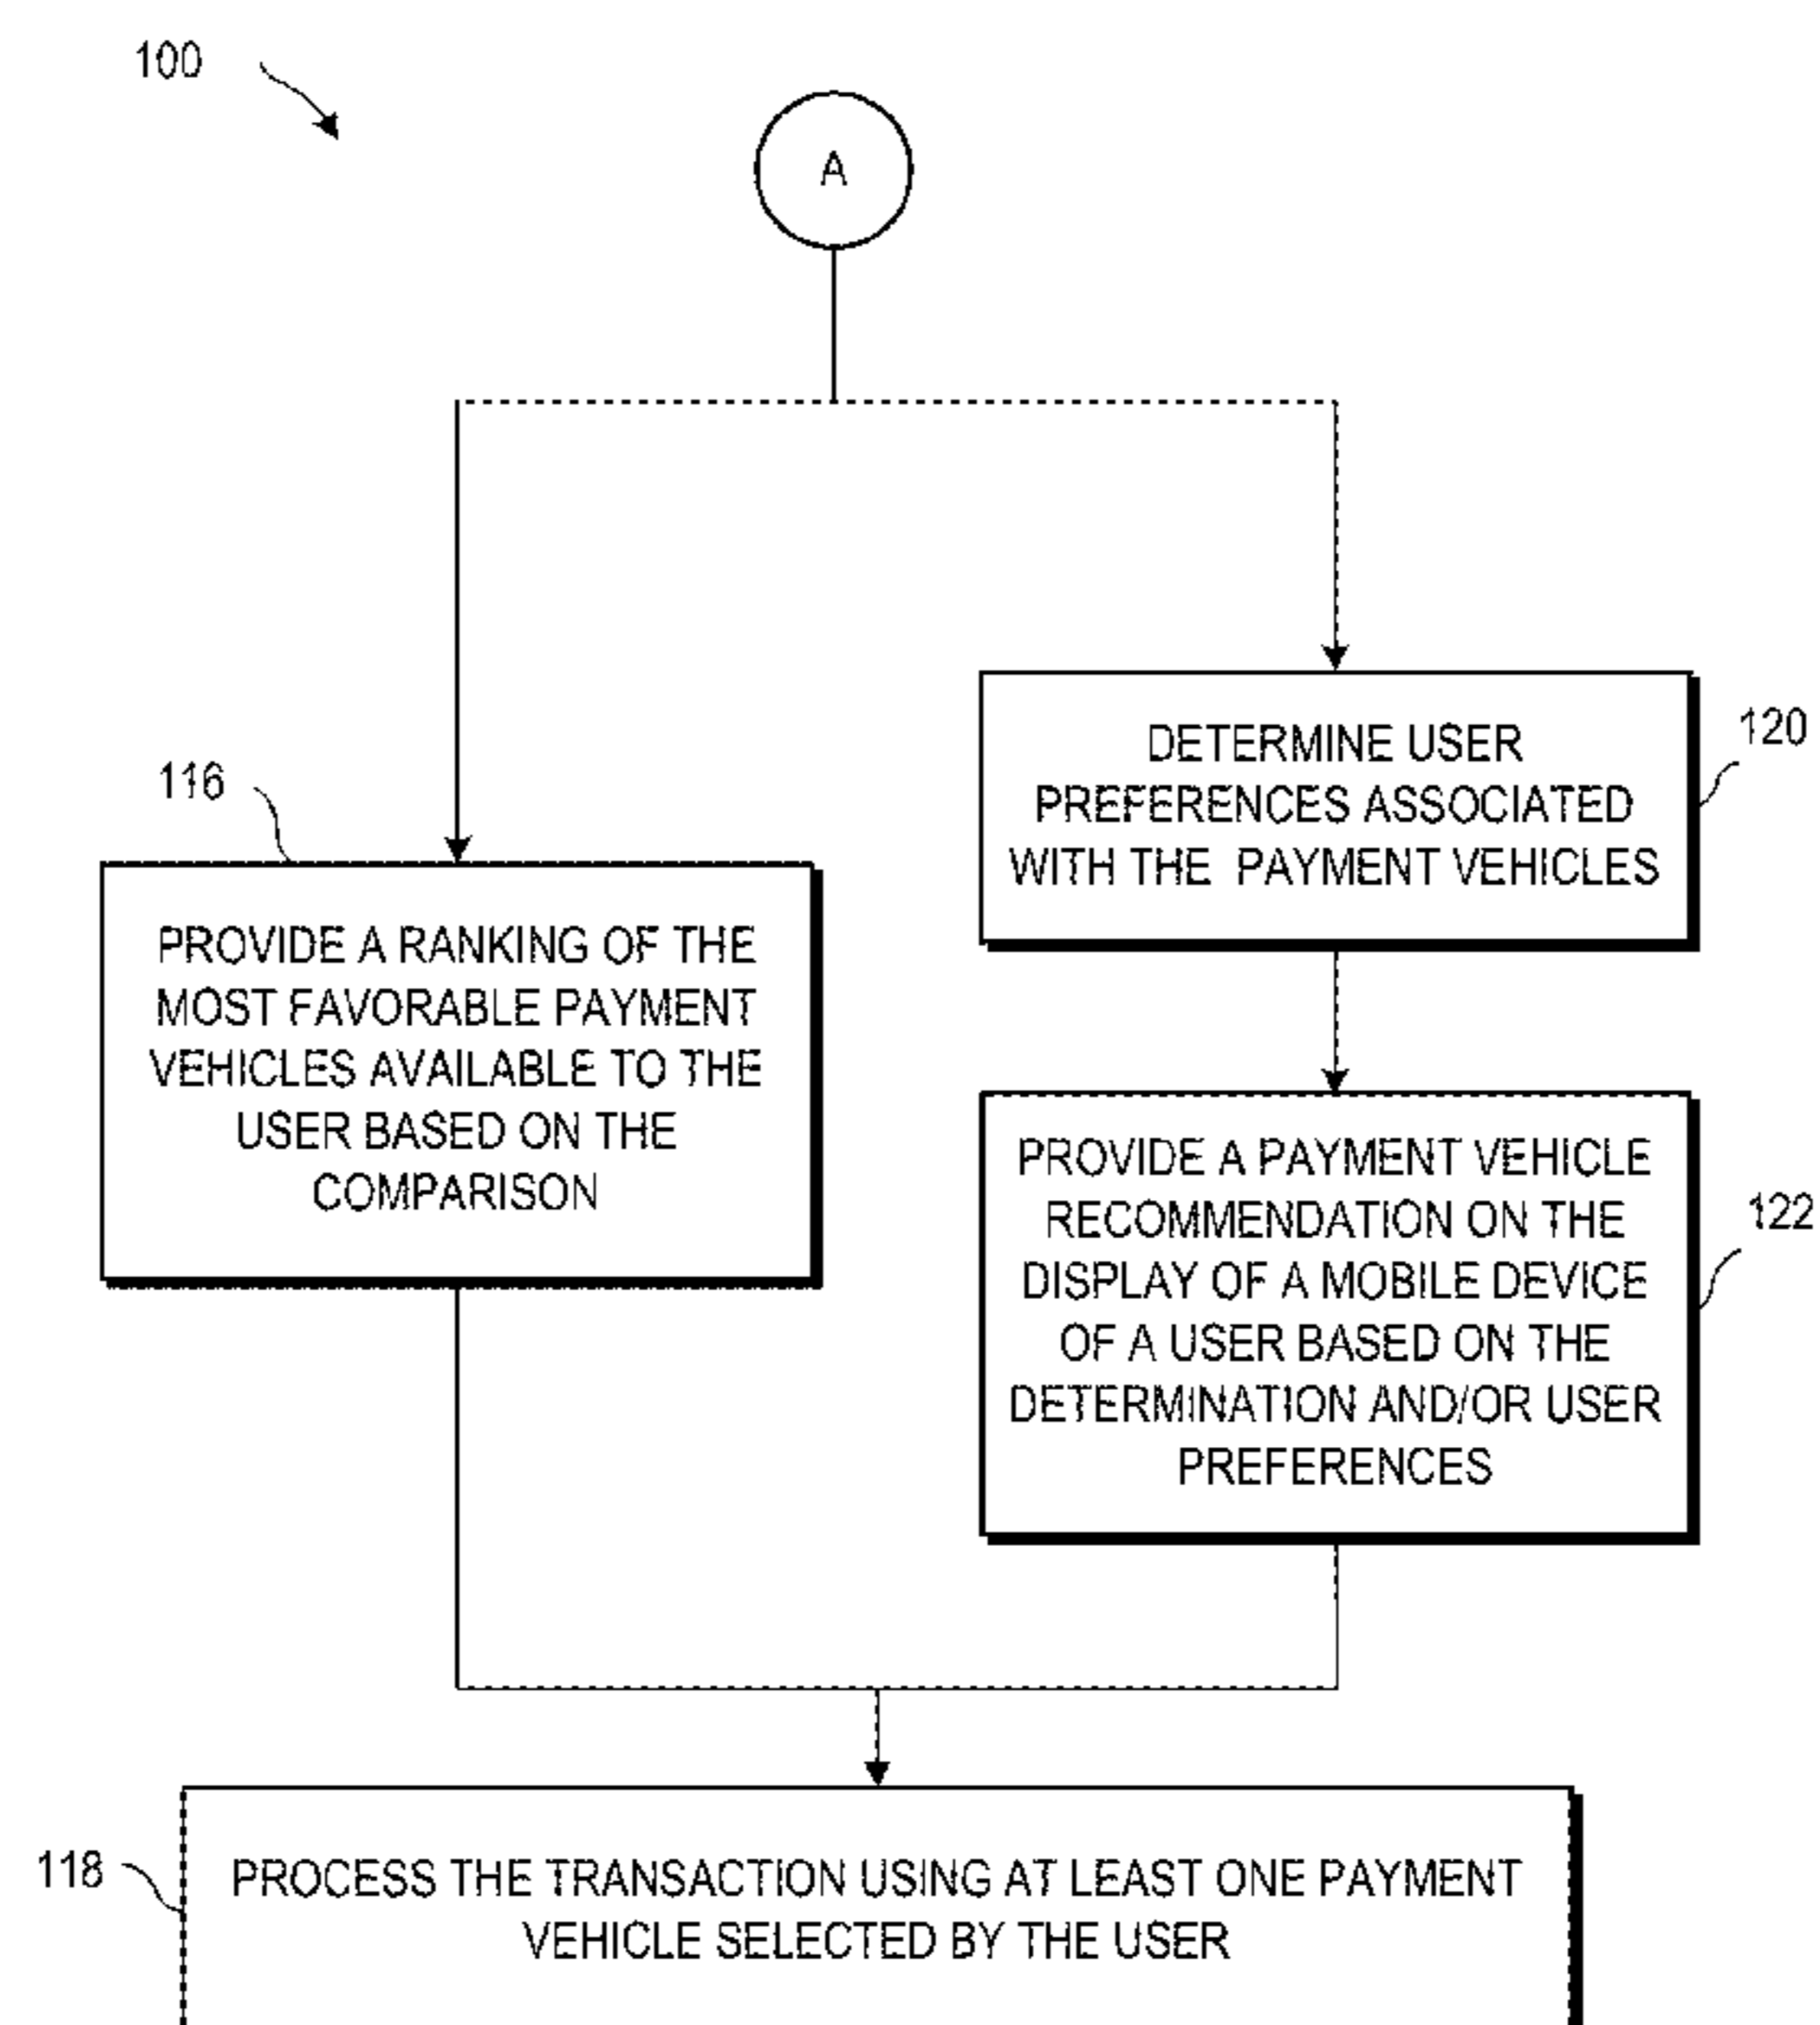 100
A
116
PROVIDE A RANKING OF THE
MOST FAVORABLE PAYMENT
VEHICLES AVAILABLE TO THE
USER BASED ON THE
COMPARISON
120
DETERMINE USER
PREFERENCES ASSOCIATED
WITH THE PAYMENT VEHICLES
122
PROVIDE A PAYMENT VEHICLE
RECOMMENDATION ON THE
DISPLAY OF A MOBILE DEVICE
OF A USER BASED ON THE
DETERMINATION AND/OR USER
PREFERENCES
118
PROCESS THE TRANSACTION USING AT LEAST ONE PAYMENT
VEHICLE SELECTED BY THE USER